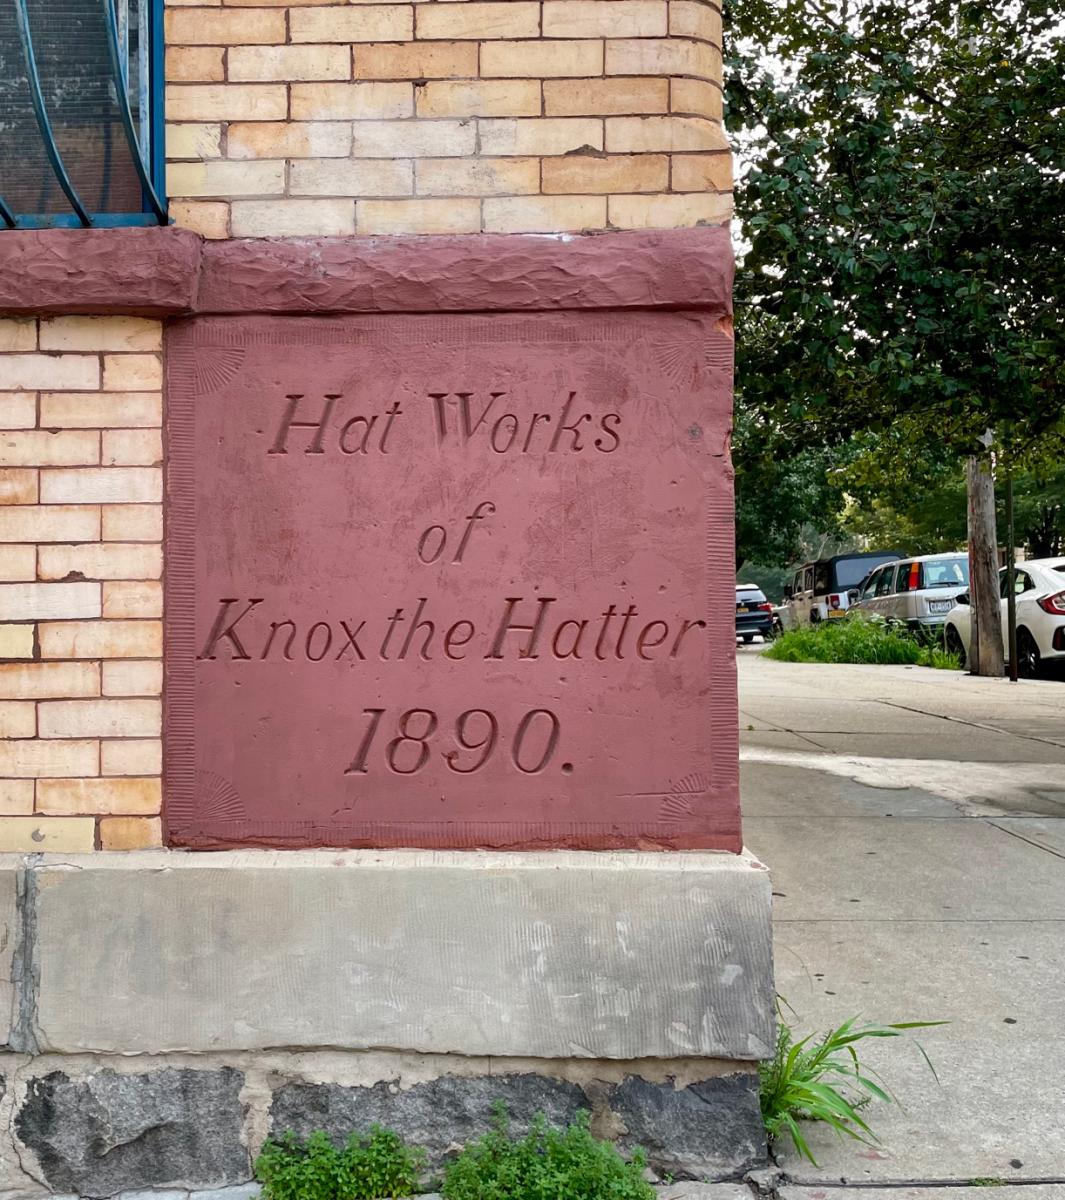 Hat Works
of
Knox the Hatter
1890.